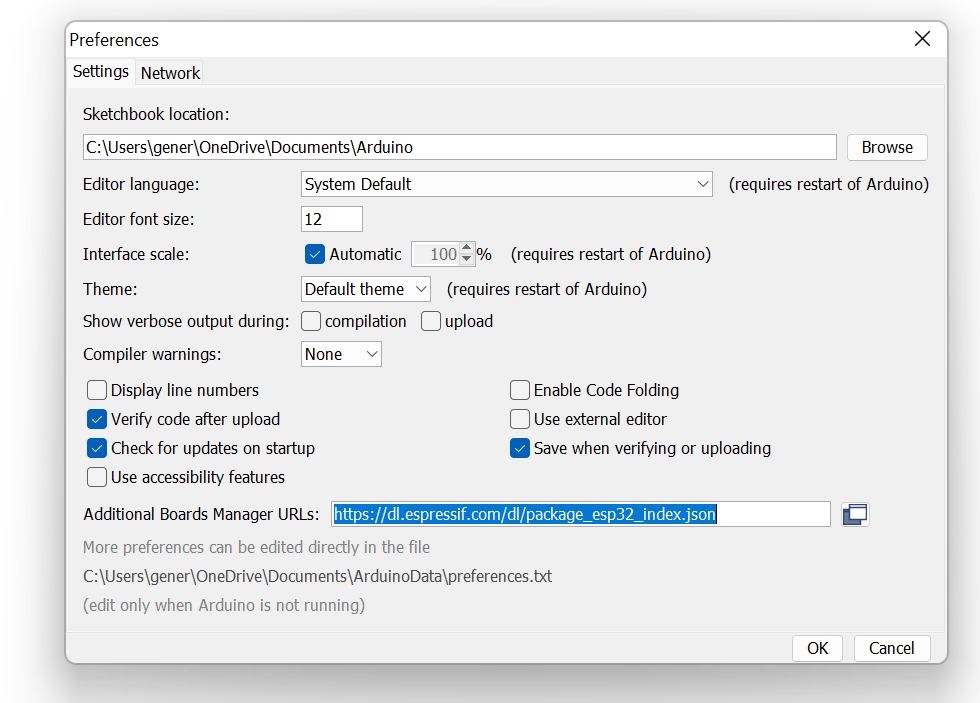 Preferences
Settings Network
Sketchbook location:
C:\Users\gener\OneDrive\Documents\Arduino Browse
Editor language: System Default (requires restart of Arduino)
Editor font size: 12
Interface scale: Automatic 100 % (requires restart of Arduino)
Theme: Default theme (requires restart of Arduino)
Show verbose output during: compilation upload
Compiler warnings: None
Display line numbers Enable Code Folding
Verify code after upload Use external editor
Check for updates on startup Save when verifying or uploading
Use accessibility features
Additional Boards Manager URLs: https://dl.espressif.com/dl/package_esp32_index.json
More preferences can be edited directly in the file
C:\Users\gener\OneDrive\Documents\ArduinoData\preferences.txt
(edit only when Arduino is not running)
OK Cancel